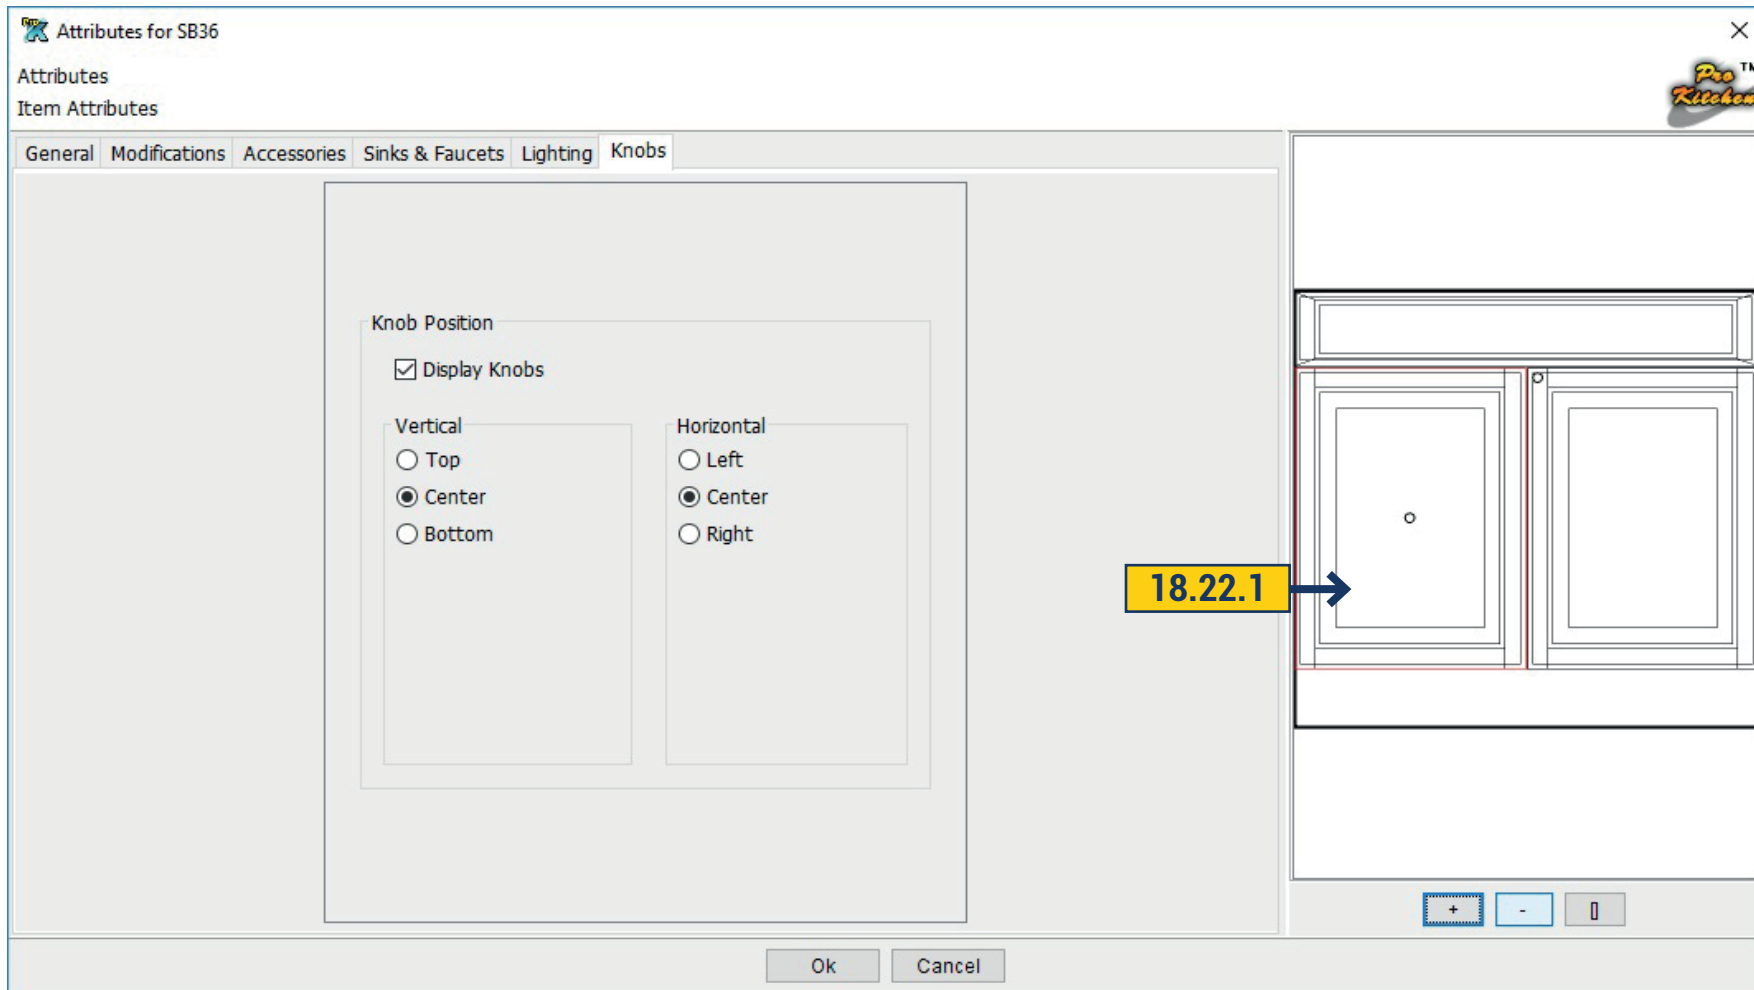 Attributes for SB36
Attributes
Item Attributes
Pro
Kitchen
TM
General Modifications Accessories Sinks & Faucets Lighting Knobs
Knob Position
Display Knobs
Vertical
Top
Center
Bottom
Horizontal
Left
Center
Right
18.22.1
+ - []
Ok Cancel